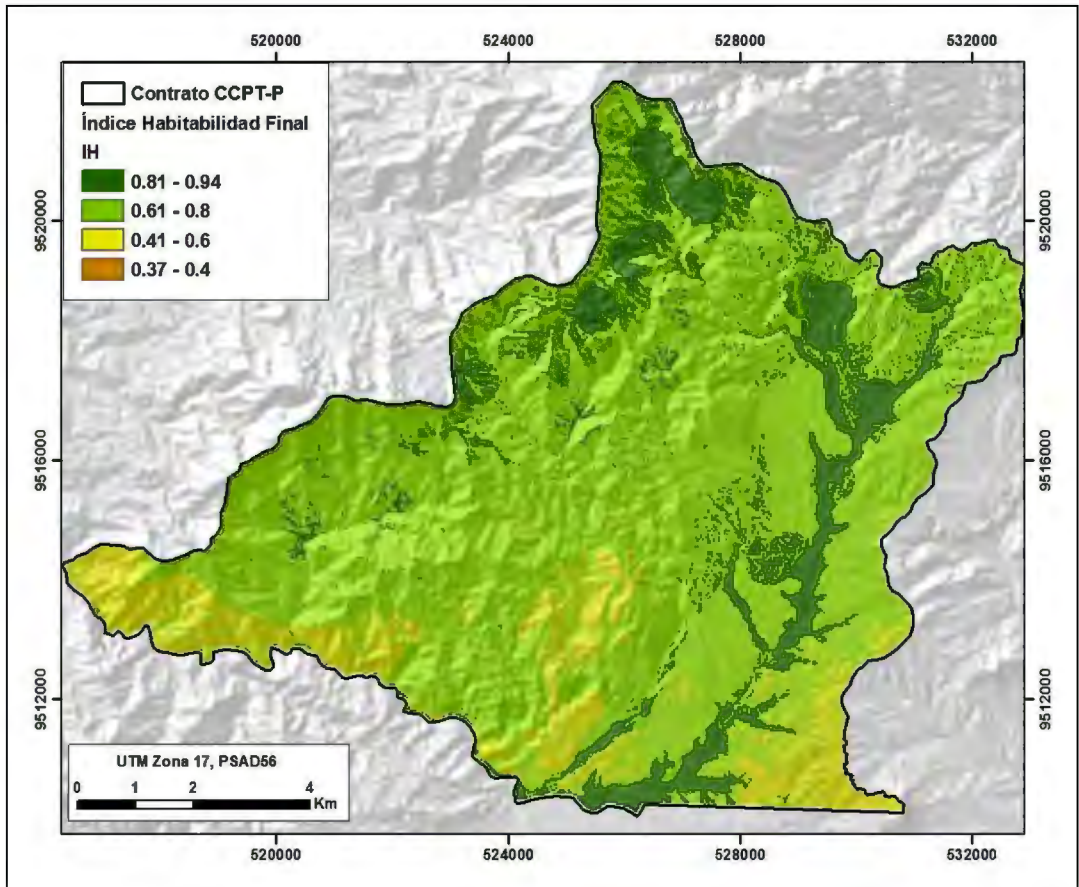 520000
524000
528000
532000
Contrato CCPT-P
Índice Habitabilidad Final
IH
0.81 - 0.94
0.61 - 0.8
0.41 - 0.6
0.37 - 0.4
9520000
9520000
9516000
9516000
9512000
9512000
UTM Zona 17, PSAD56
0 1 2 4
Km
520000
524000
528000
532000